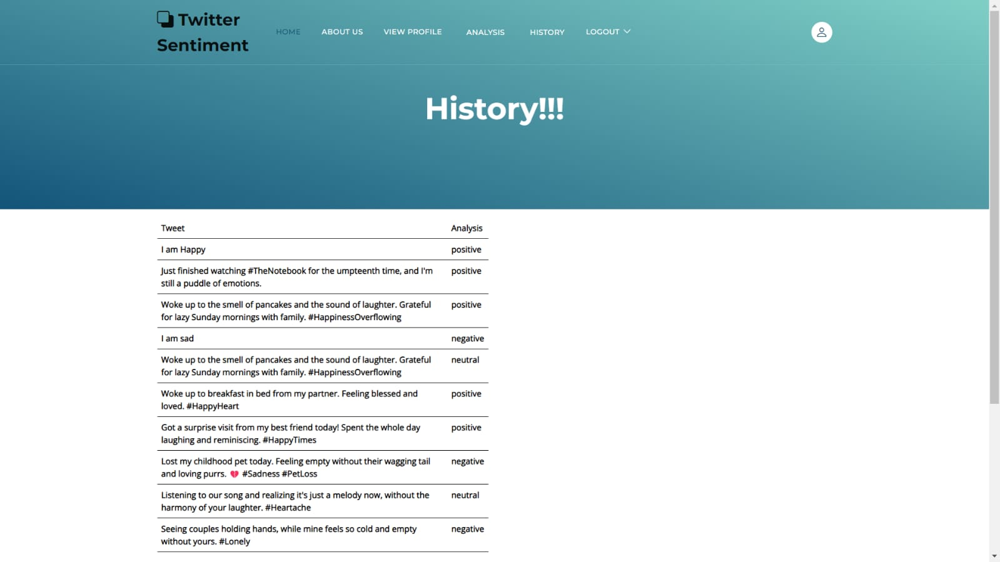 Twitter
Sentiment
HOME ABOUT US VIEW PROFILE ANALYSIS HISTORY LOGOUT
History!!!
Tweet Analysis
I am Happy positive
Just finished watching #TheNotebook for the umpteenth time, and I'm positive
still a puddle of emotions.
Woke up to the smell of pancakes and the sound of laughter. Grateful positive
for lazy Sunday mornings with family. #HappinessOverflowing
I am sad negative
Woke up to the smell of pancakes and the sound of laughter. Grateful neutral
for lazy Sunday mornings with family. #HappinessOverflowing
Woke up to breakfast in bed from my partner. Feeling blessed and positive
loved. #HappyHeart
Got a surprise visit from my best friend today! Spent the whole day positive
laughing and reminiscing. #HappyTimes
Lost my childhood pet today. Feeling empty without their wagging tail negative
and loving purrs. 💔 #Sadness #PetLoss
Listening to our song and realizing it's just a melody now, without the neutral
harmony of your laughter. #Heartache
Seeing couples holding hands, while mine feels so cold and empty negative
without yours. #Lonely